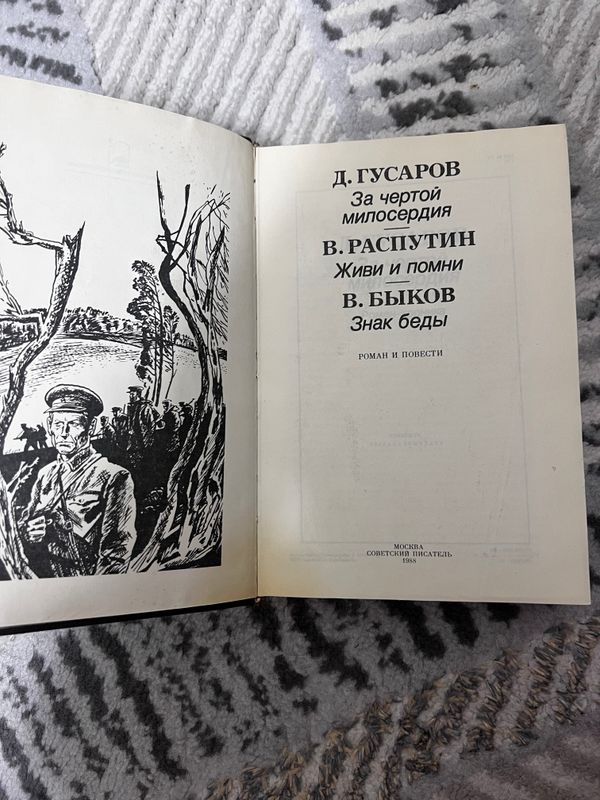 Д. ГУСАРОВ
За чертой
милосердия
В. РАСПУТИН
Живи и помни
В. БЫКОВ
Знак беды
РОМАН И ПОВЕСТИ
МОСКВА
СОВЕТСКИЙ ПИСАТЕЛЬ
1988